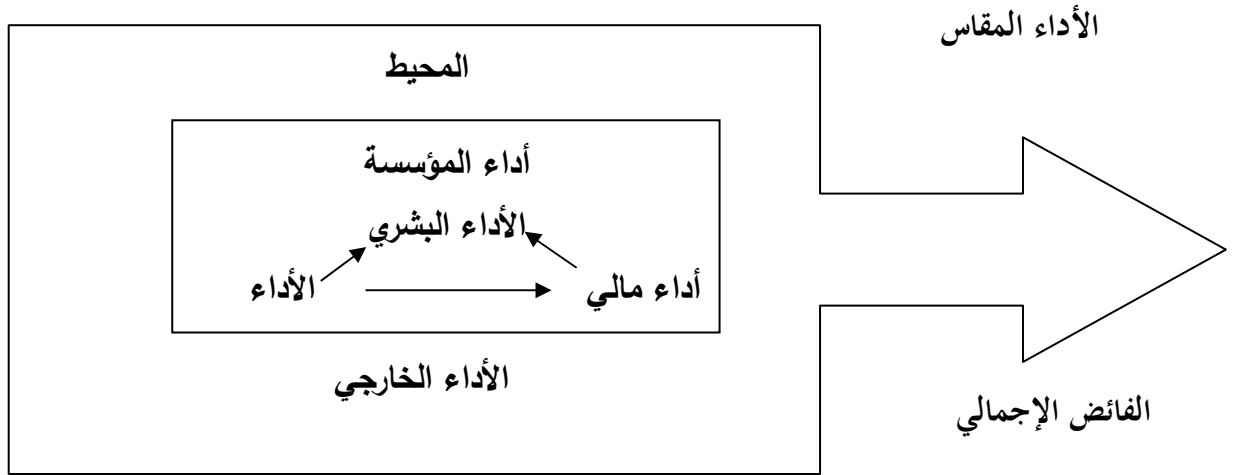 الأداء المقاس
المحيط
أداء المؤسسة
الأداء البشري
أداء مالي
الأداء
الأداء الخارجي
الفائض الإجمالي